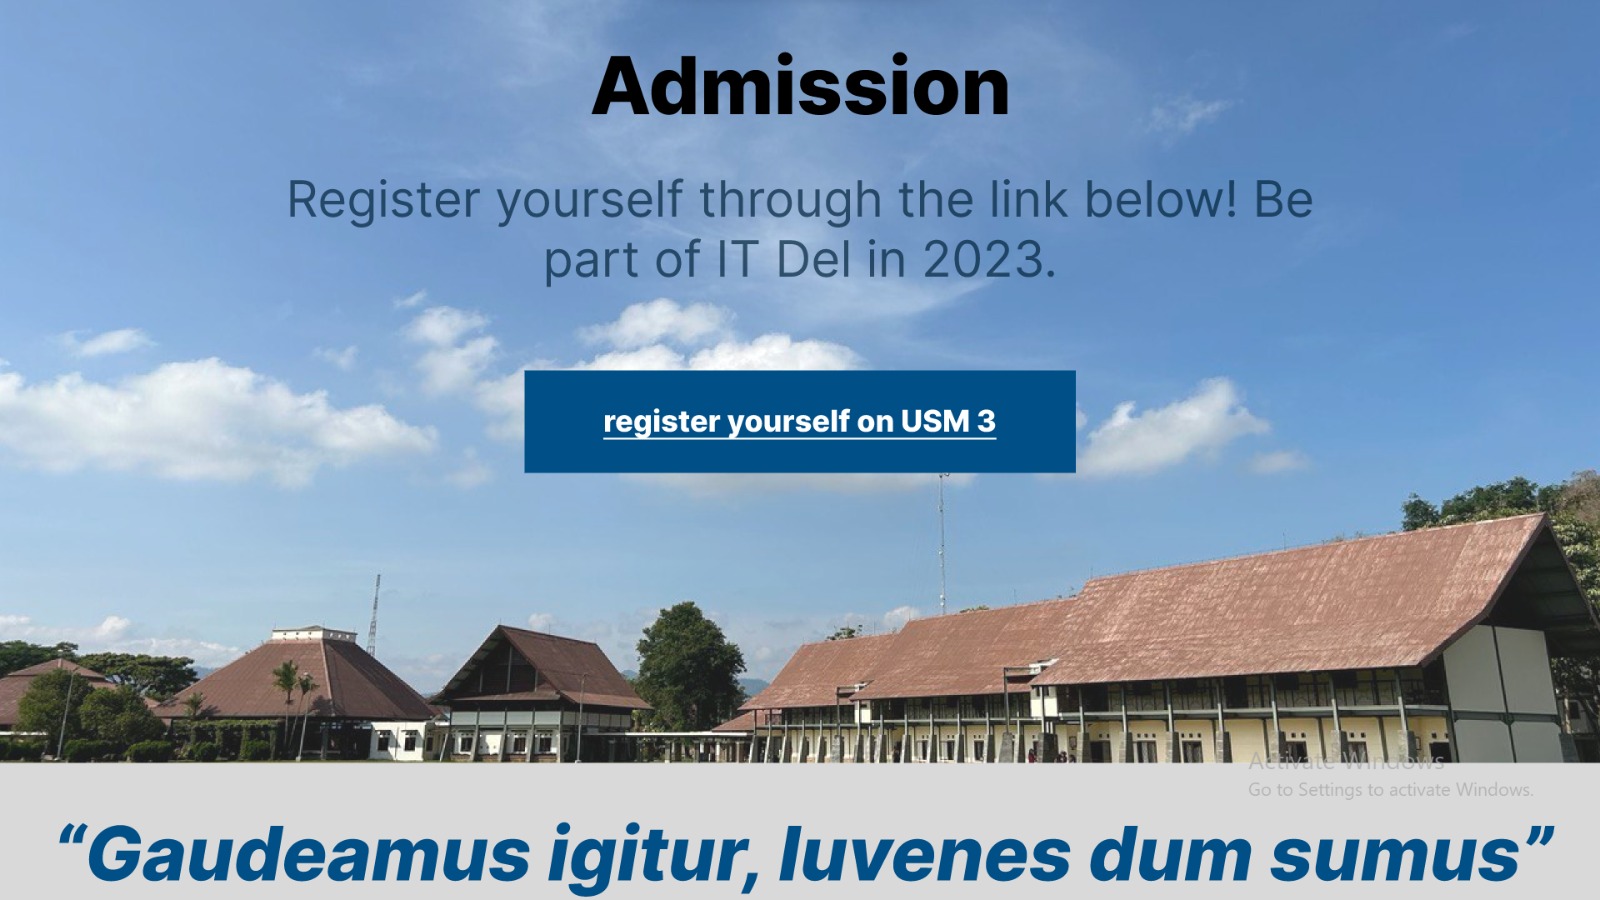 Admission
Register yourself through the link below! Be
part of IT Del in 2023.
register yourself on USM 3
Activate Windows
Go to Settings to activate Windows.
“Gaudeamus igitur, Iuvenes dum sumus”